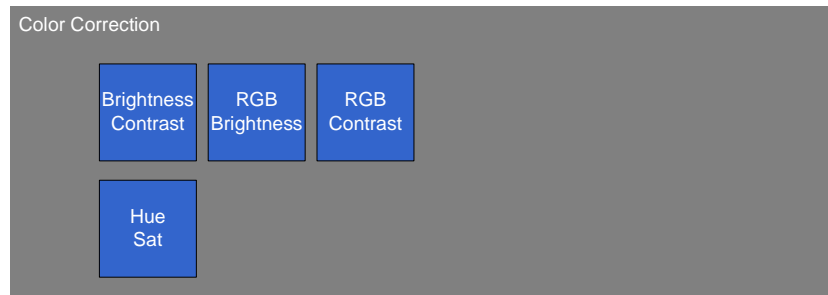 Color Correction
Brightness
Contrast
RGB
Brightness
RGB
Contrast
Hue
Sat